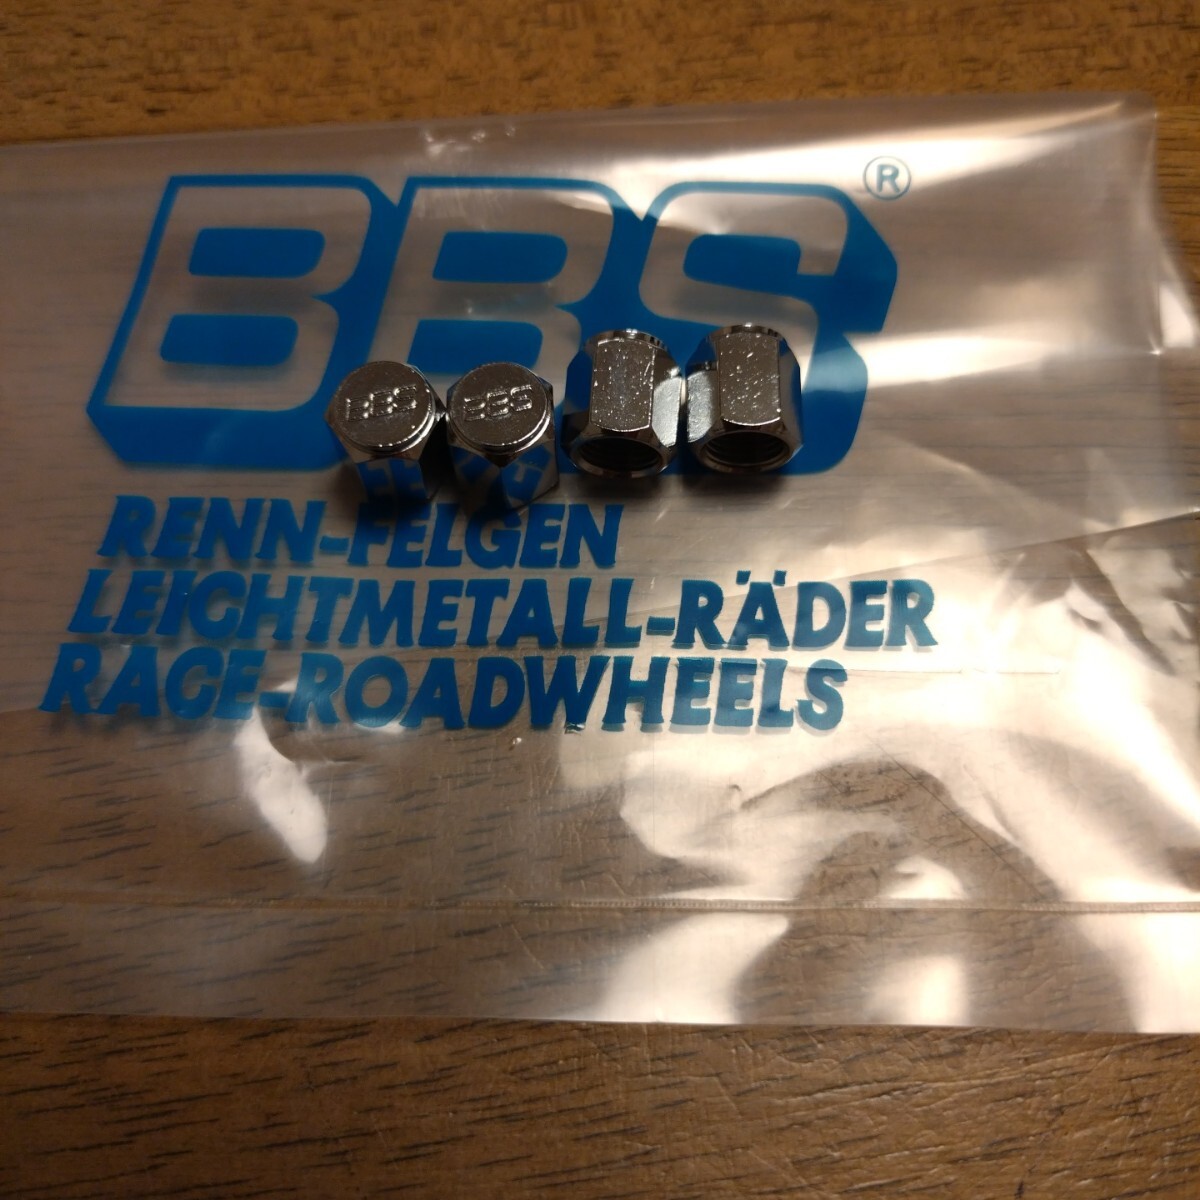 BBS®
BBS BBS
RENN-FELGEN
LEICHTMETALL-RÄDER
RACE-ROADWHEELS